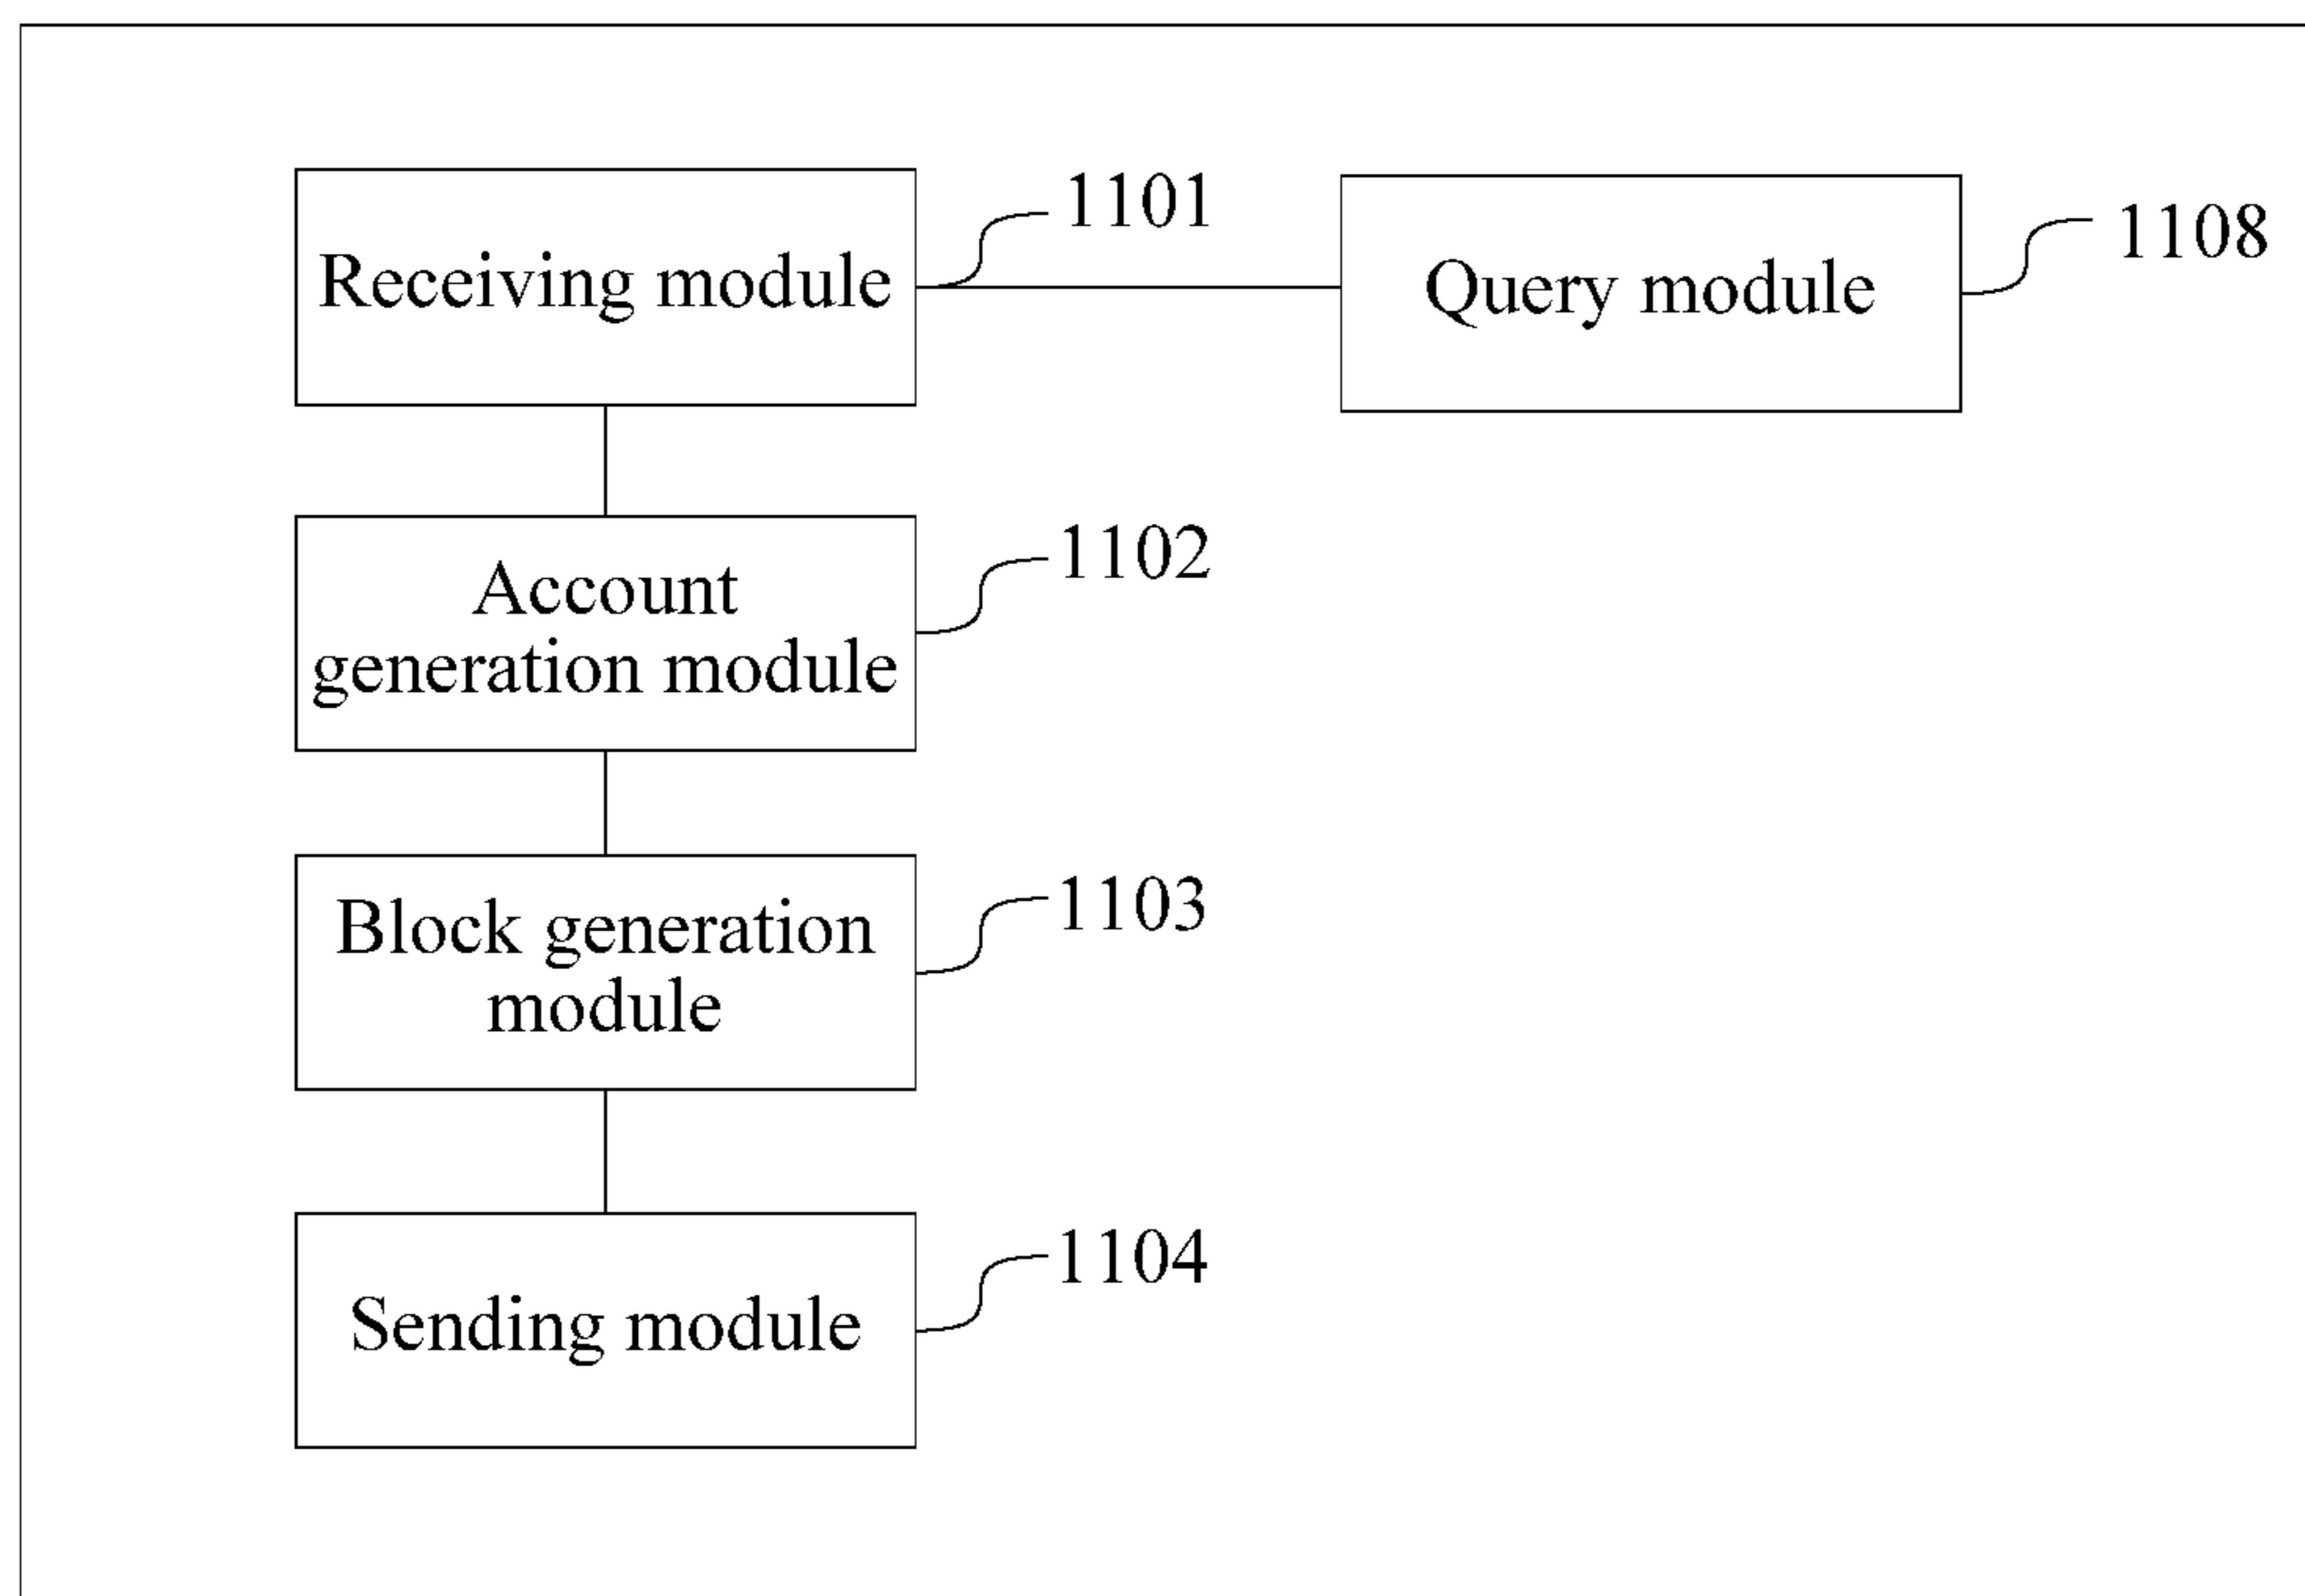 Receiving module
1101
Query module
1108
Account
generation module
1102
Block generation
module
1103
Sending module
1104